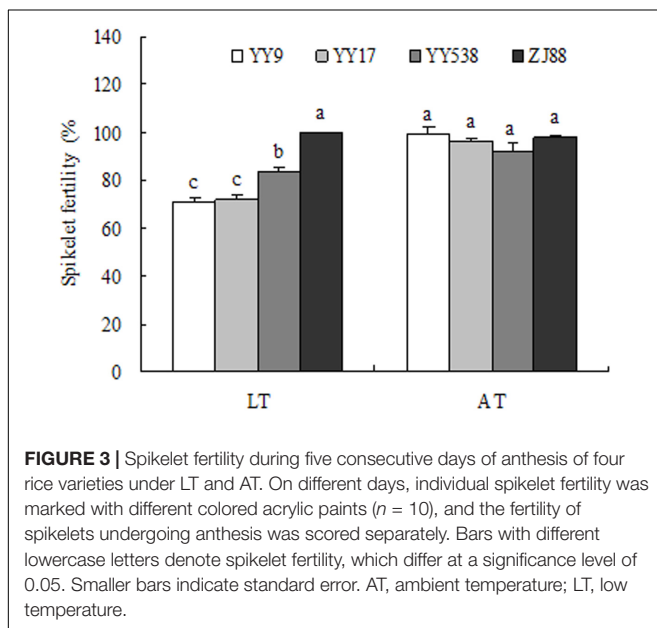 140
YY9 YY17 YY538 ZJ88
120
100
80
60
40
20
0
Spikelet fertility (%
c c b a
a a a a
LT AT
FIGURE 3 | Spikelet fertility during five consecutive days of anthesis of four
rice varieties under LT and AT. On different days, individual spikelet fertility was
marked with different colored acrylic paints (n = 10), and the fertility of
spikelets undergoing anthesis was scored separately. Bars with different
lowercase letters denote spikelet fertility, which differ at a significance level of
0.05. Smaller bars indicate standard error. AT, ambient temperature; LT, low
temperature.